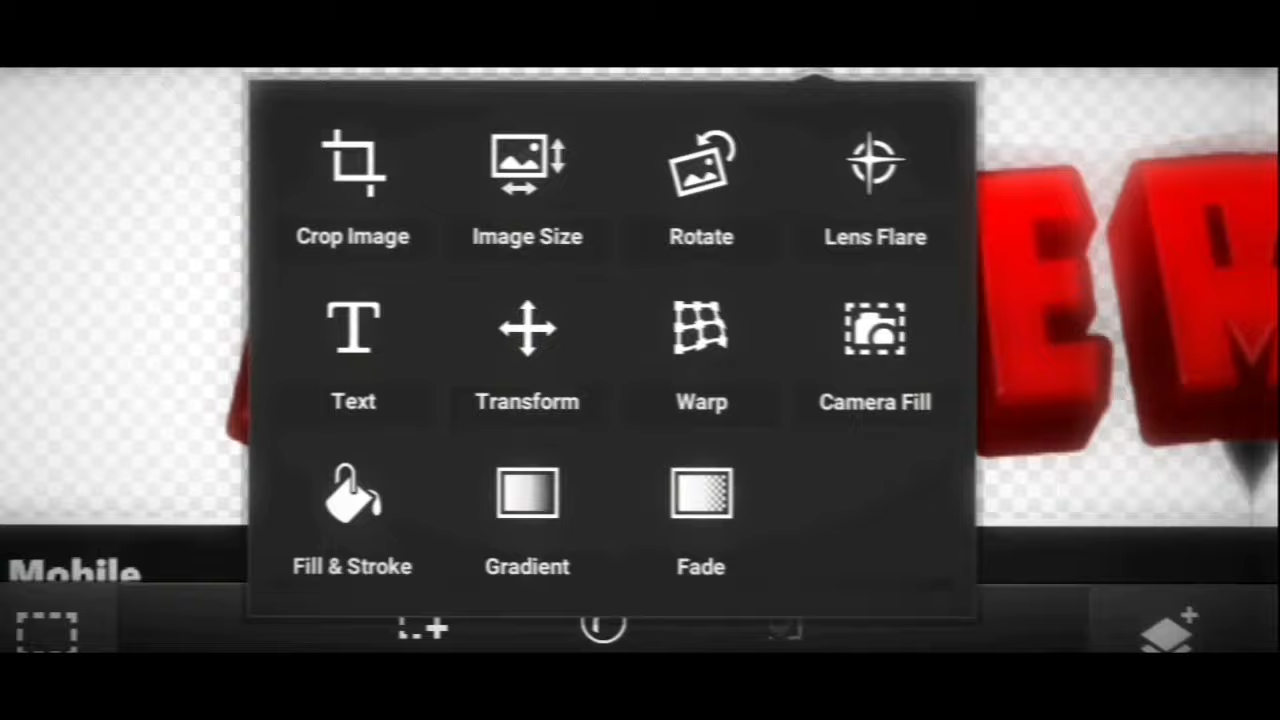 Crop Image
Image Size
Rotate
Lens Flare
Text
Transform
Warp
Camera Fill
Fill & Stroke
Gradient
Fade
Mobile